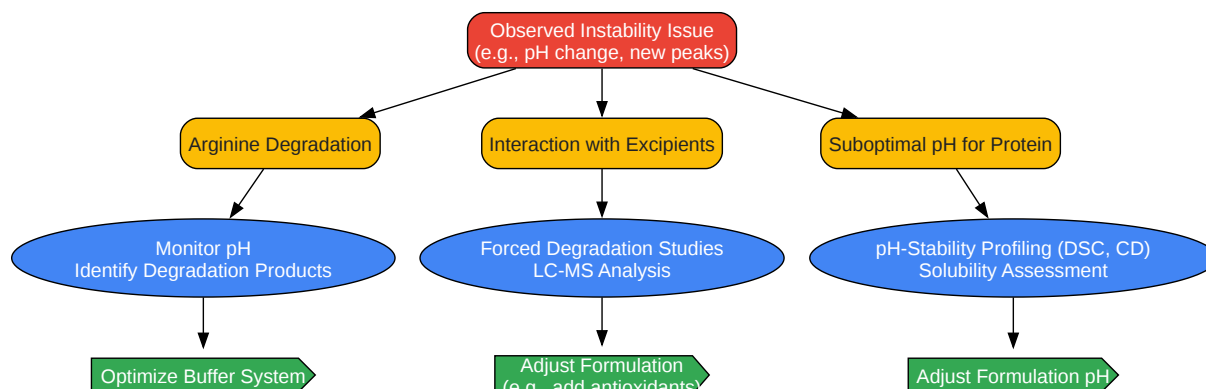 Observed Instability Issue
(e.g., pH change, new peaks)
Arginine Degradation
Interaction with Excipients
Suboptimal pH for Protein
Monitor pH
Identify Degradation Products
Forced Degradation Studies
LC-MS Analysis
pH-Stability Profiling (DSC, CD)
Solubility Assessment
Optimize Buffer System
Adjust Formulation
(e.g., add antioxidants)
Adjust Formulation pH